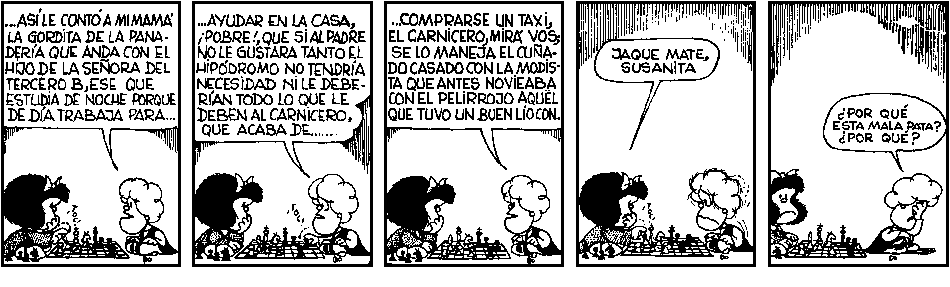 ...ASÍ LE CONTÓ A MI MAMÁ
LA GORDITA DE LA PANA-
DERÍA QUE ANDA CON EL
HIJO DE LA SEÑORA DEL
TERCERO B, ESE QUE
ESTUDIA DE NOCHE PORQUE
DE DÍA TRABAJA PARA...
...AYUDAR EN LA CASA,
¡POBRE!, QUE SI AL PADRE
NO LE GUSTARA TANTO EL
HIPÓDROMO NO TENDRÍA
NECESIDAD NI LE DEBE-
RÍAN TODO LO QUE LE
DEBEN AL CARNICERO,
QUE ACABA DE......
...COMPRARSE UN TAXI,
EL CARNICERO, MIRÁ VOS;
SE LO MANEJA EL CUÑA-
DO CASADO CON LA MODIS-
TA QUE ANTES NOVIEABA
CON EL PELIRROJO AQUÉL
QUE TUVO UN BUEN LÍO CON.
JAQUE MATE,
SUSANITA
¿POR QUÉ
ESTA MALA PATA?
¿POR QUÉ?